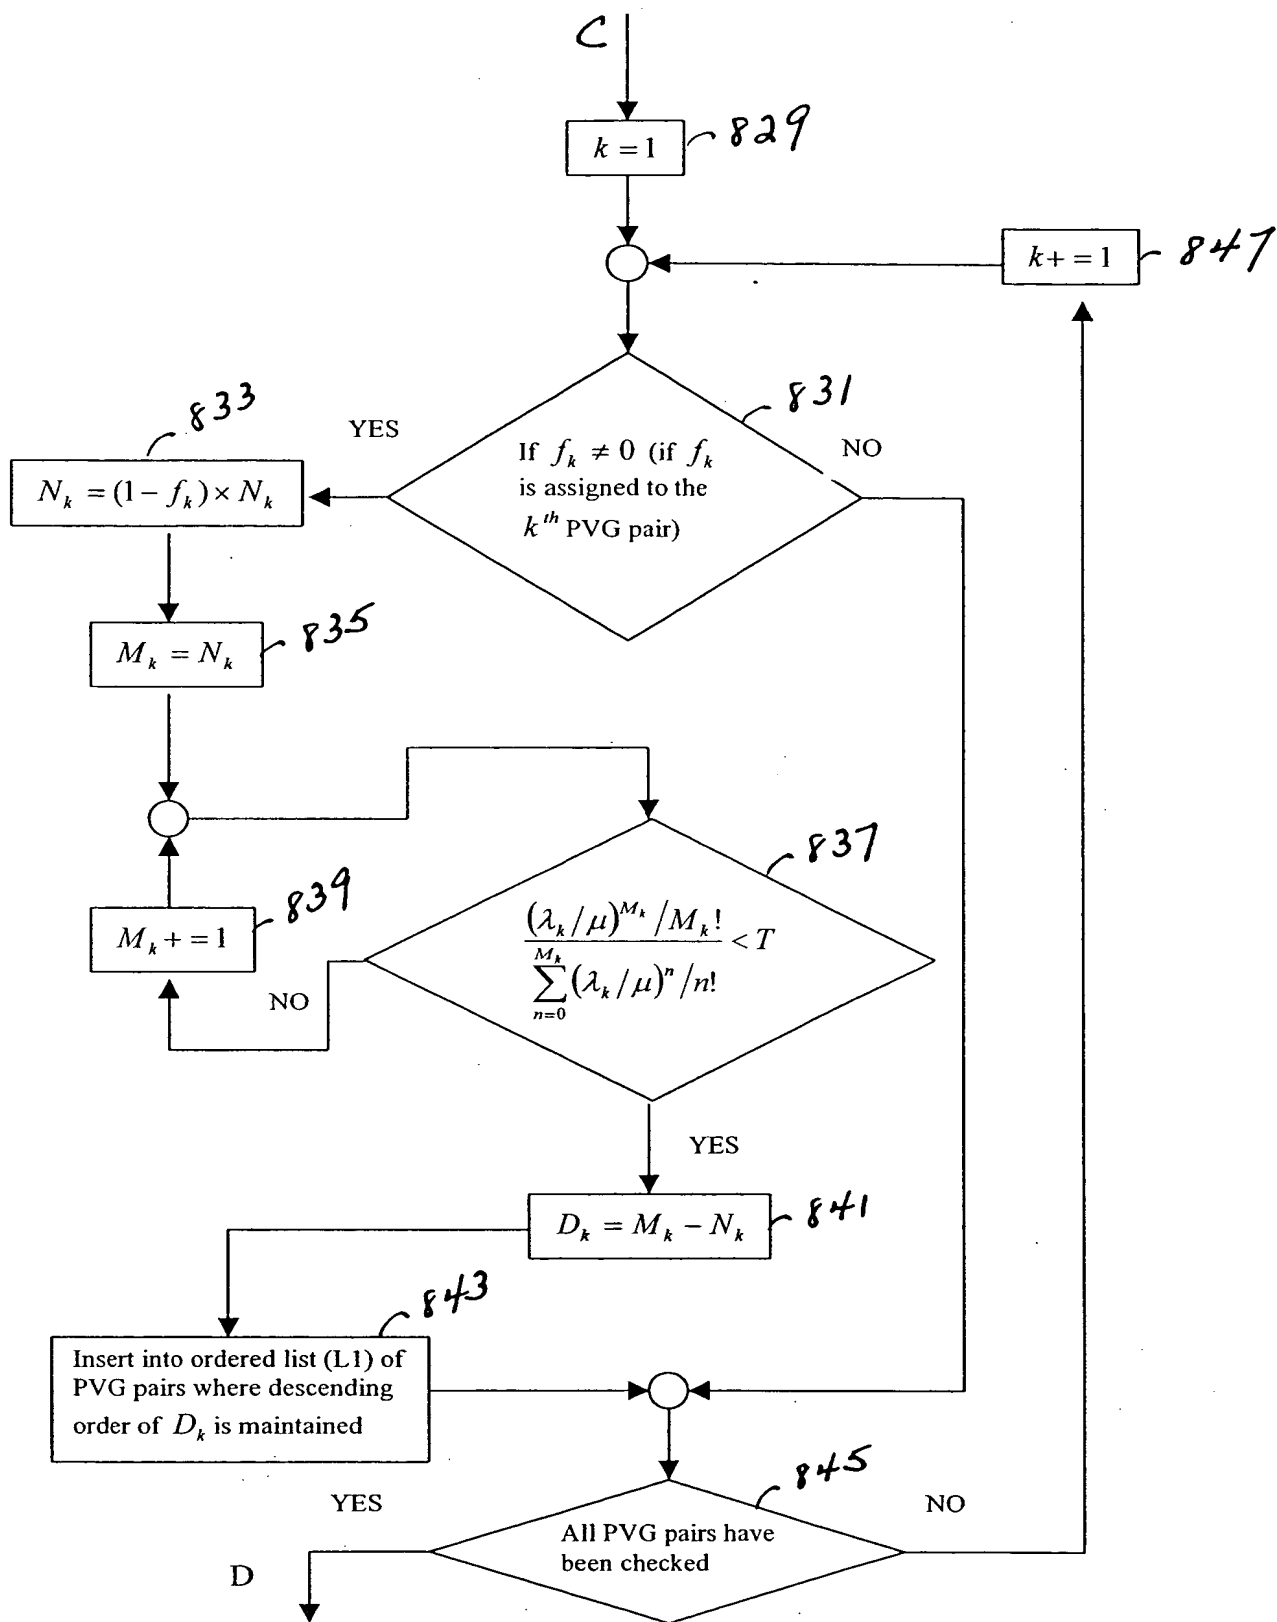 C
k = 1
829
k+ = 1
847
831
833
YES
NO
If f_k ≠ 0 (if f_k
is assigned to the
k^th PVG pair)
N_k = (1 − f_k) × N_k
835
M_k = N_k
837
839
(λ_k/μ)^M_k / M_k!
< T
M_k
∑ (λ_k/μ)^n / n!
n=0
M_k + = 1
NO
YES
D_k = M_k − N_k
841
843
Insert into ordered list (L1) of
PVG pairs where descending
order of D_k is maintained
845
YES
NO
All PVG pairs have
been checked
D